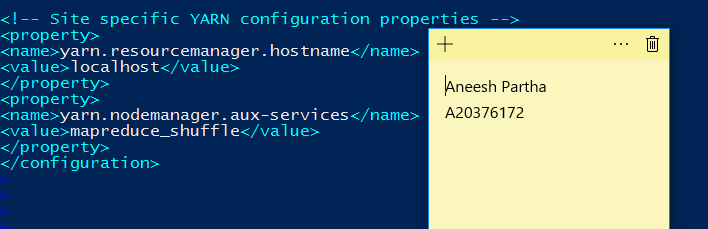 <!-- Site specific YARN configuration properties -->
<property>
<name>yarn.resourcemanager.hostname</name>
<value>localhost</value>
</property>
<property>
<name>yarn.nodemanager.aux-services</name>
<value>mapreduce_shuffle</value>
</property>
</configuration>
~
~
~
~
Aneesh Partha
A20376172